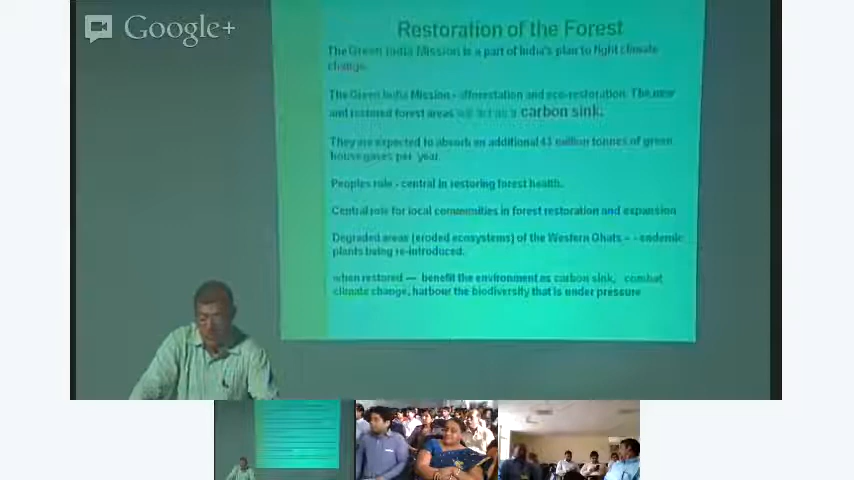 Google+
Restoration of the Forest
The Green India Mission is a part of India's plan to fight climate
change.
The Green India Mission - afforestation and eco-restoration. The new
and restored forest areas will act as a carbon sink.
They are expected to absorb an additional 43 million tonnes of green
house gases per year.
Peoples role - central in restoring forest health.
Central role for local communities in forest restoration and expansion
Degraded areas (eroded ecosystems) of the Western Ghats – - endemic
plants being re-introduced.
when restored — benefit the environment as carbon sink, combat
climate change, harbour the biodiversity that is under pressure